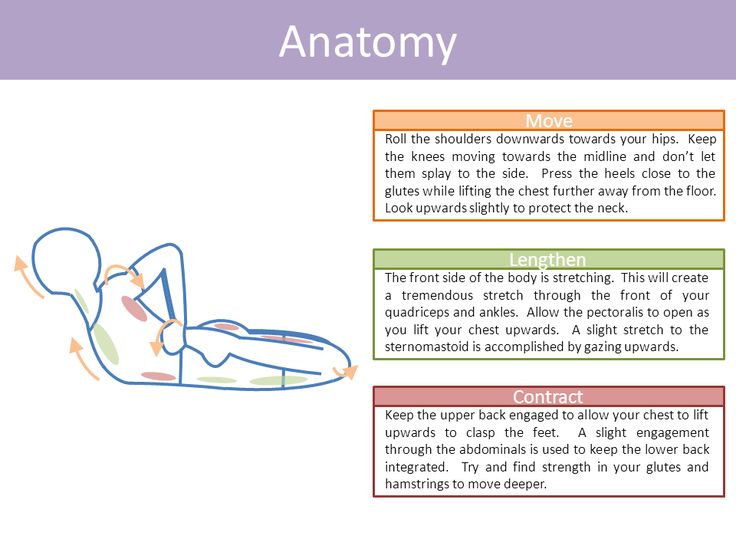 Anatomy
Move
Roll the shoulders downwards towards your hips. Keep
the knees moving towards the midline and don't let
them splay to the side. Press the heels close to the
glutes while lifting the chest further away from the floor.
Look upwards slightly to protect the neck.
Lengthen
The front side of the body is stretching. This will create
a tremendous stretch through the front of your
quadriceps and ankles. Allow the pectoralis to open as
you lift your chest upwards. A slight stretch to the
sternomastoid is accomplished by gazing upwards.
Contract
Keep the upper back engaged to allow your chest to lift
upwards to clasp the feet. A slight engagement
through the abdominals is used to keep the lower back
integrated. Try and find strength in your glutes and
hamstrings to move deeper.